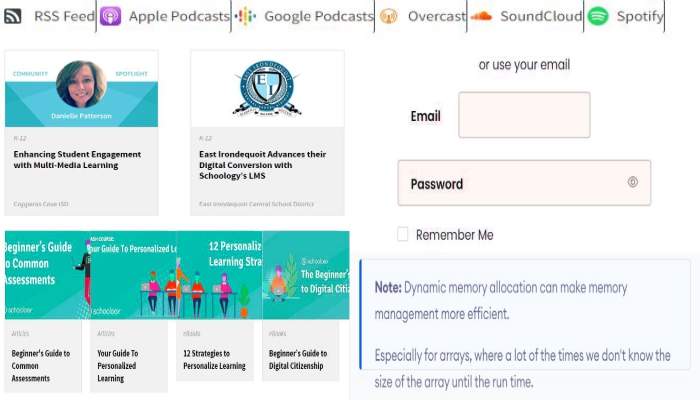 RSS Feed
Apple Podcasts
Google Podcasts
Overcast
SoundCloud
Spotify
COMMUNITY
SPOTLIGHT
Danielle Patterson
K-12
Enhancing Student Engagement
with Multi-Media Learning
Copperas Cove ISD
EAST IRONDEQUOIT
E I
K-12
East Irondequoit Advances their
Digital Conversion with
Schoology's LMS
East Irondequoit Central School District
Beginner's Guide
o Common
Assessments
schoology
Articles
Beginner's Guide to
Common
Assessments
ASH COURSE:
our Guide To Personalized Le
schoology
Articles
Your Guide To
Personalized
Learning
12 Personaliz
Learning Stra
eBooks
12 Strategies to
Personalize Learning
schoology
The Beginner's
to Digital Citiz
eBooks
Beginner's Guide to
Digital Citizenship
or use your email
Email
Password
Remember Me
Note: Dynamic memory allocation can make memory
management more efficient.
Especially for arrays, where a lot of the times we don't know the
size of the array until the run time.